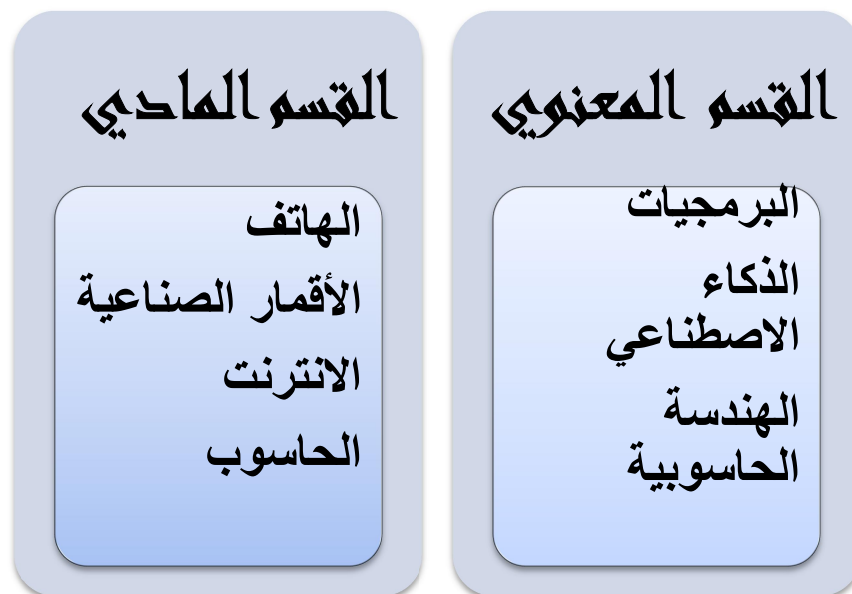 القسم المعنوي
البرمجيات
الذكاء
الاصطناعي
الهندسة
الحاسوبية
القسم المادي
الهاتف
الأقمار الصناعية
الانترنت
الحاسوب